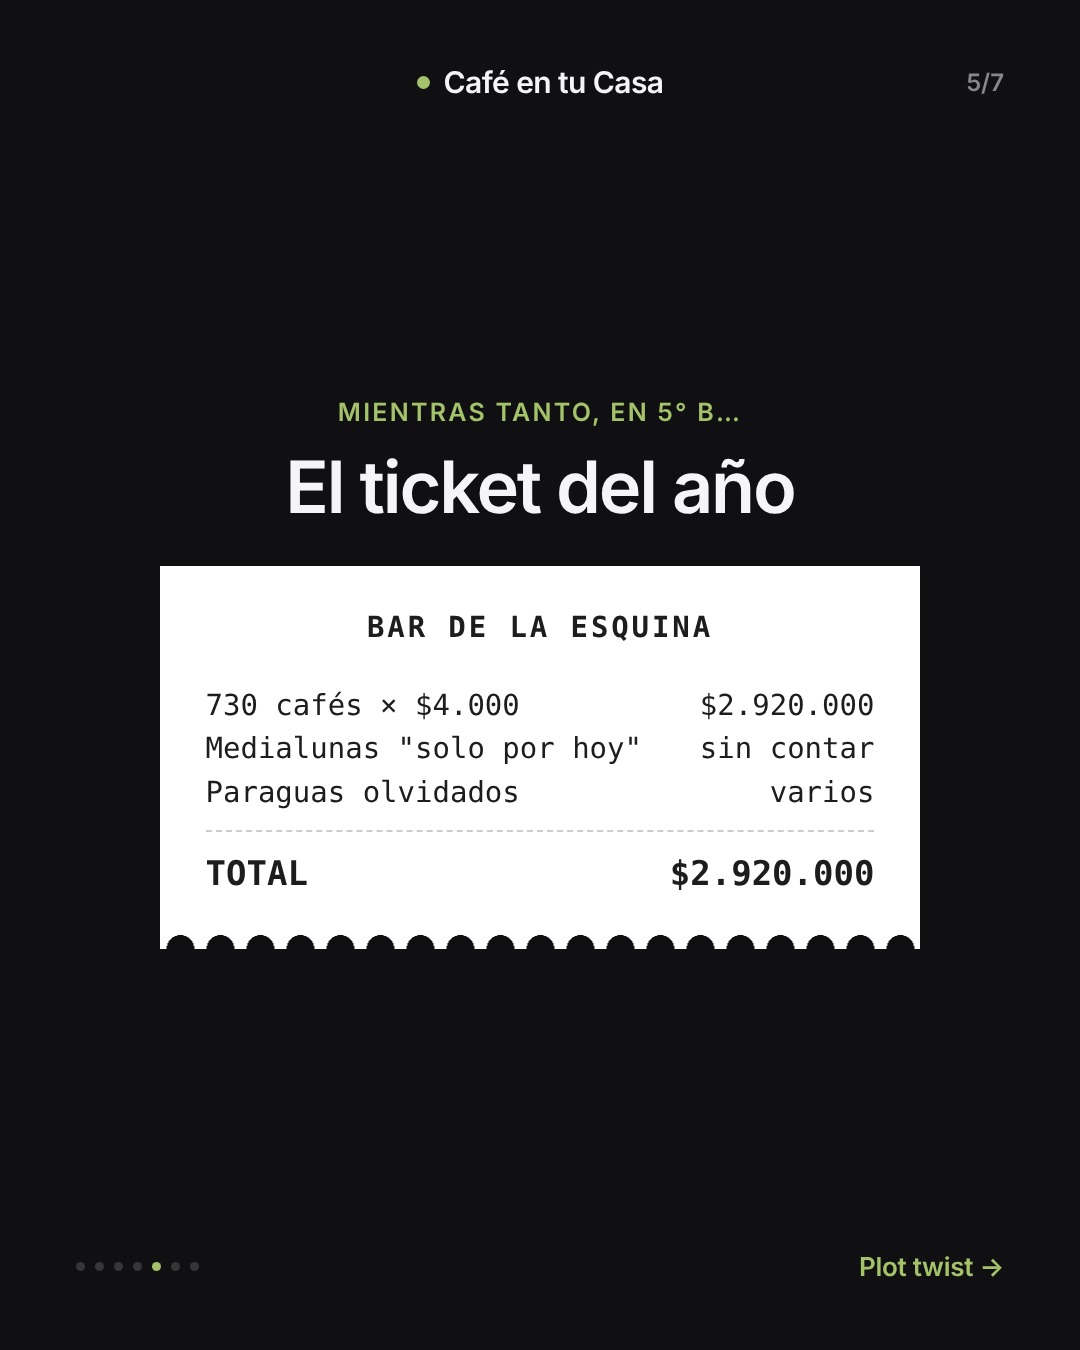 Café en tu Casa
5/7
MIENTRAS TANTO, EN 5° B...
El ticket del año
BAR DE LA ESQUINA
730 cafés × $4.000 $2.920.000
Medialunas "solo por hoy" sin contar
Paraguas olvidados varios
TOTAL $2.920.000
Plot twist →